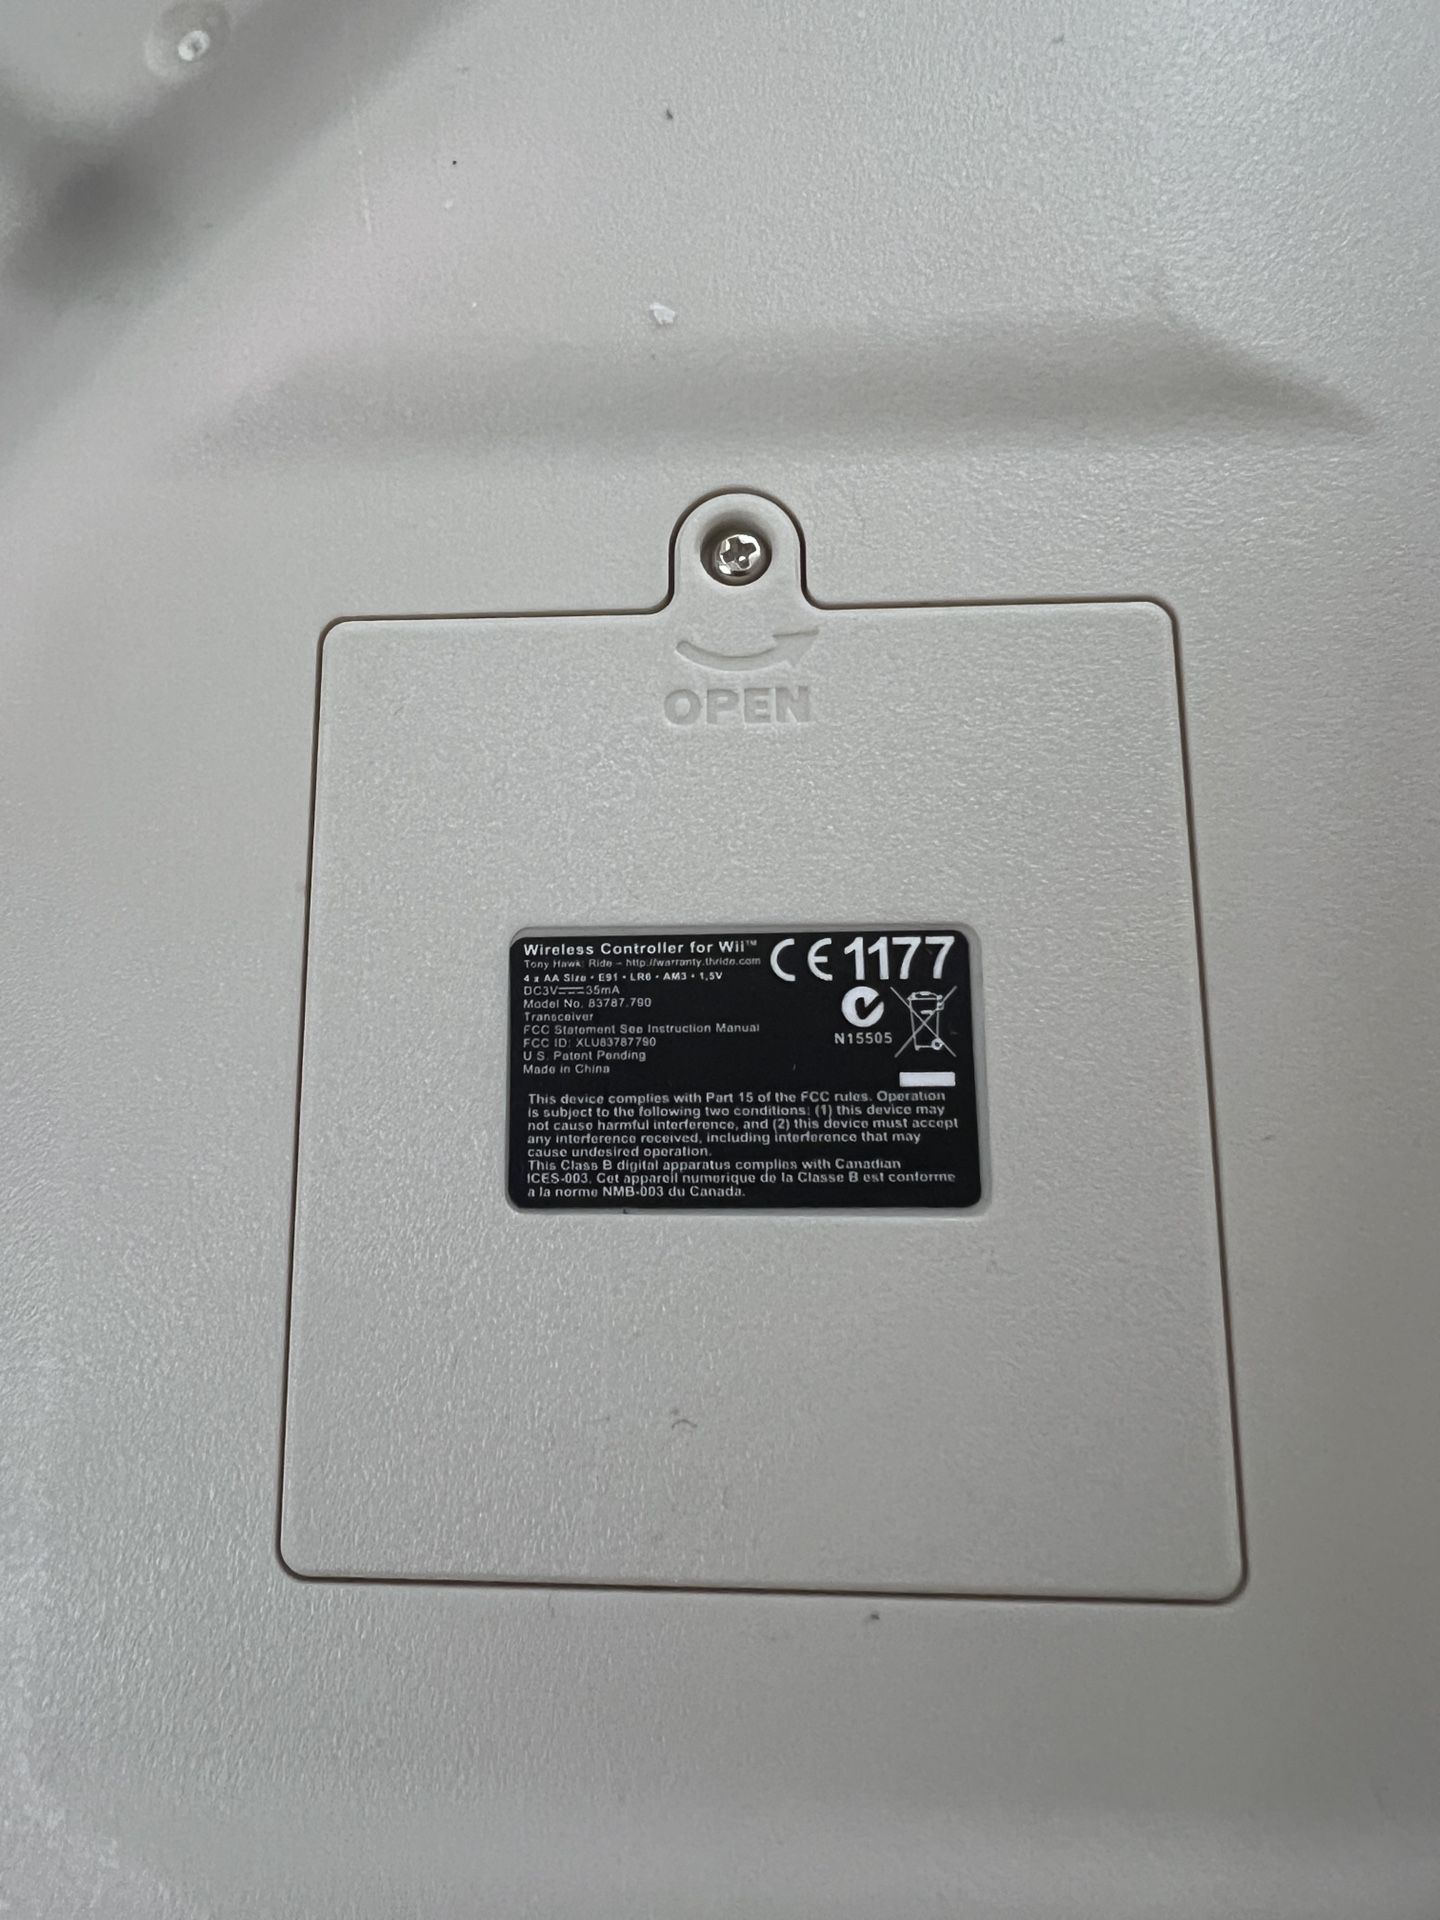 OPEN
Wireless Controller for Wii™
Tony Hawk: Ride – http://warranty.thride.com
4 x AA Size • E91 • LR6 • AM3 • 1,5V
DC3V⎓35mA
Model No. 83787.790
Transceiver
FCC Statement See Instruction Manual
FCC ID: XLU83787790
U.S. Patent Pending
Made in China
CE1177
N15505
This device complies with Part 15 of the FCC rules. Operation
is subject to the following two conditions: (1) this device may
not cause harmful interference, and (2) this device must accept
any interference received, including interference that may
cause undesired operation.
This Class B digital apparatus complies with Canadian
ICES-003. Cet appareil numerique de la Classe B est conforme
a la norme NMB-003 du Canada.